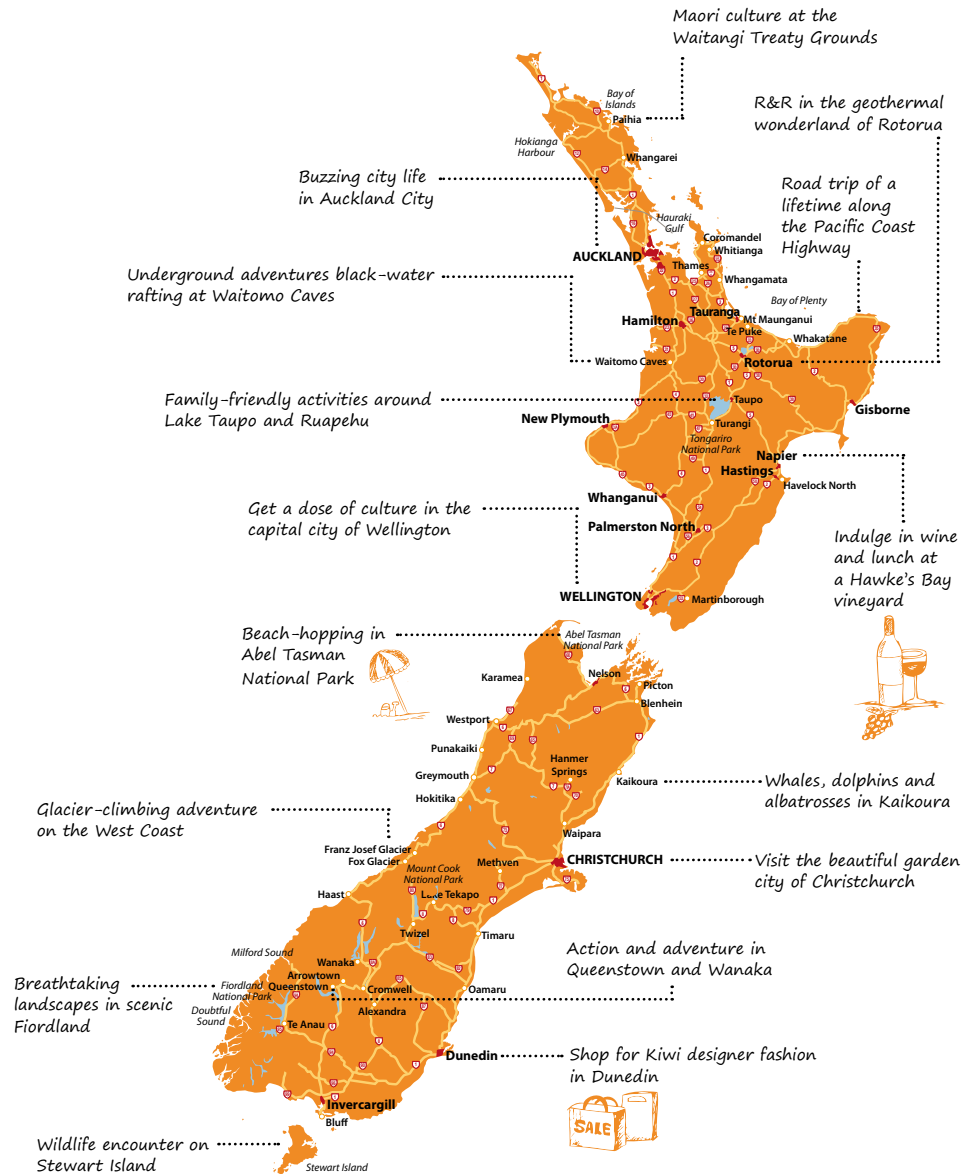 Maori culture at the
Waitangi Treaty Grounds
Bay of
Islands
Paihia
R&R in the geothermal
wonderland of Rotorua
Hokianga
Harbour
Whangarei
Buzzing city life
in Auckland City
Road trip of a
lifetime along
the Pacific Coast
Highway
Hauraki
Gulf
Coromandel
Whitianga
AUCKLAND
Thames
Whangamata
Underground adventures black-water
rafting at Waitomo Caves
Bay of Plenty
Tauranga
Mt Maunganui
Hamilton
Te Puke
Whakatane
Waitomo Caves
Rotorua
Family-friendly activities around
Lake Taupo and Ruapehu
Taupo
Gisborne
New Plymouth
Turangi
Tongariro
National Park
Napier
Hastings
Havelock North
Whanganui
Get a dose of culture in the
capital city of Wellington
Palmerston North
Indulge in wine
and lunch at
a Hawke's Bay
vineyard
WELLINGTON
Martinborough
Beach-hopping in
Abel Tasman
National Park
Abel Tasman
National Park
Karamea
Nelson
Picton
Blenheim
Westport
Punakaiki
Hanmer
Springs
Greymouth
Kaikoura
Whales, dolphins and
albatrosses in Kaikoura
Hokitika
Glacier-climbing adventure
on the West Coast
Waipara
Franz Josef Glacier
Fox Glacier
Methven
CHRISTCHURCH
Visit the beautiful garden
city of Christchurch
Mount Cook
National Park
Haast
Lake Tekapo
Twizel
Timaru
Milford Sound
Wanaka
Action and adventure in
Queenstown and Wanaka
Breathtaking
landscapes in scenic
Fiordland
Fiordland
National Park
Arrowtown
Queenstown
Cromwell
Oamaru
Doubtful
Sound
Alexandra
Te Anau
Dunedin
Shop for Kiwi designer fashion
in Dunedin
SALE
Invercargill
Bluff
Wildlife encounter on
Stewart Island
Stewart Island